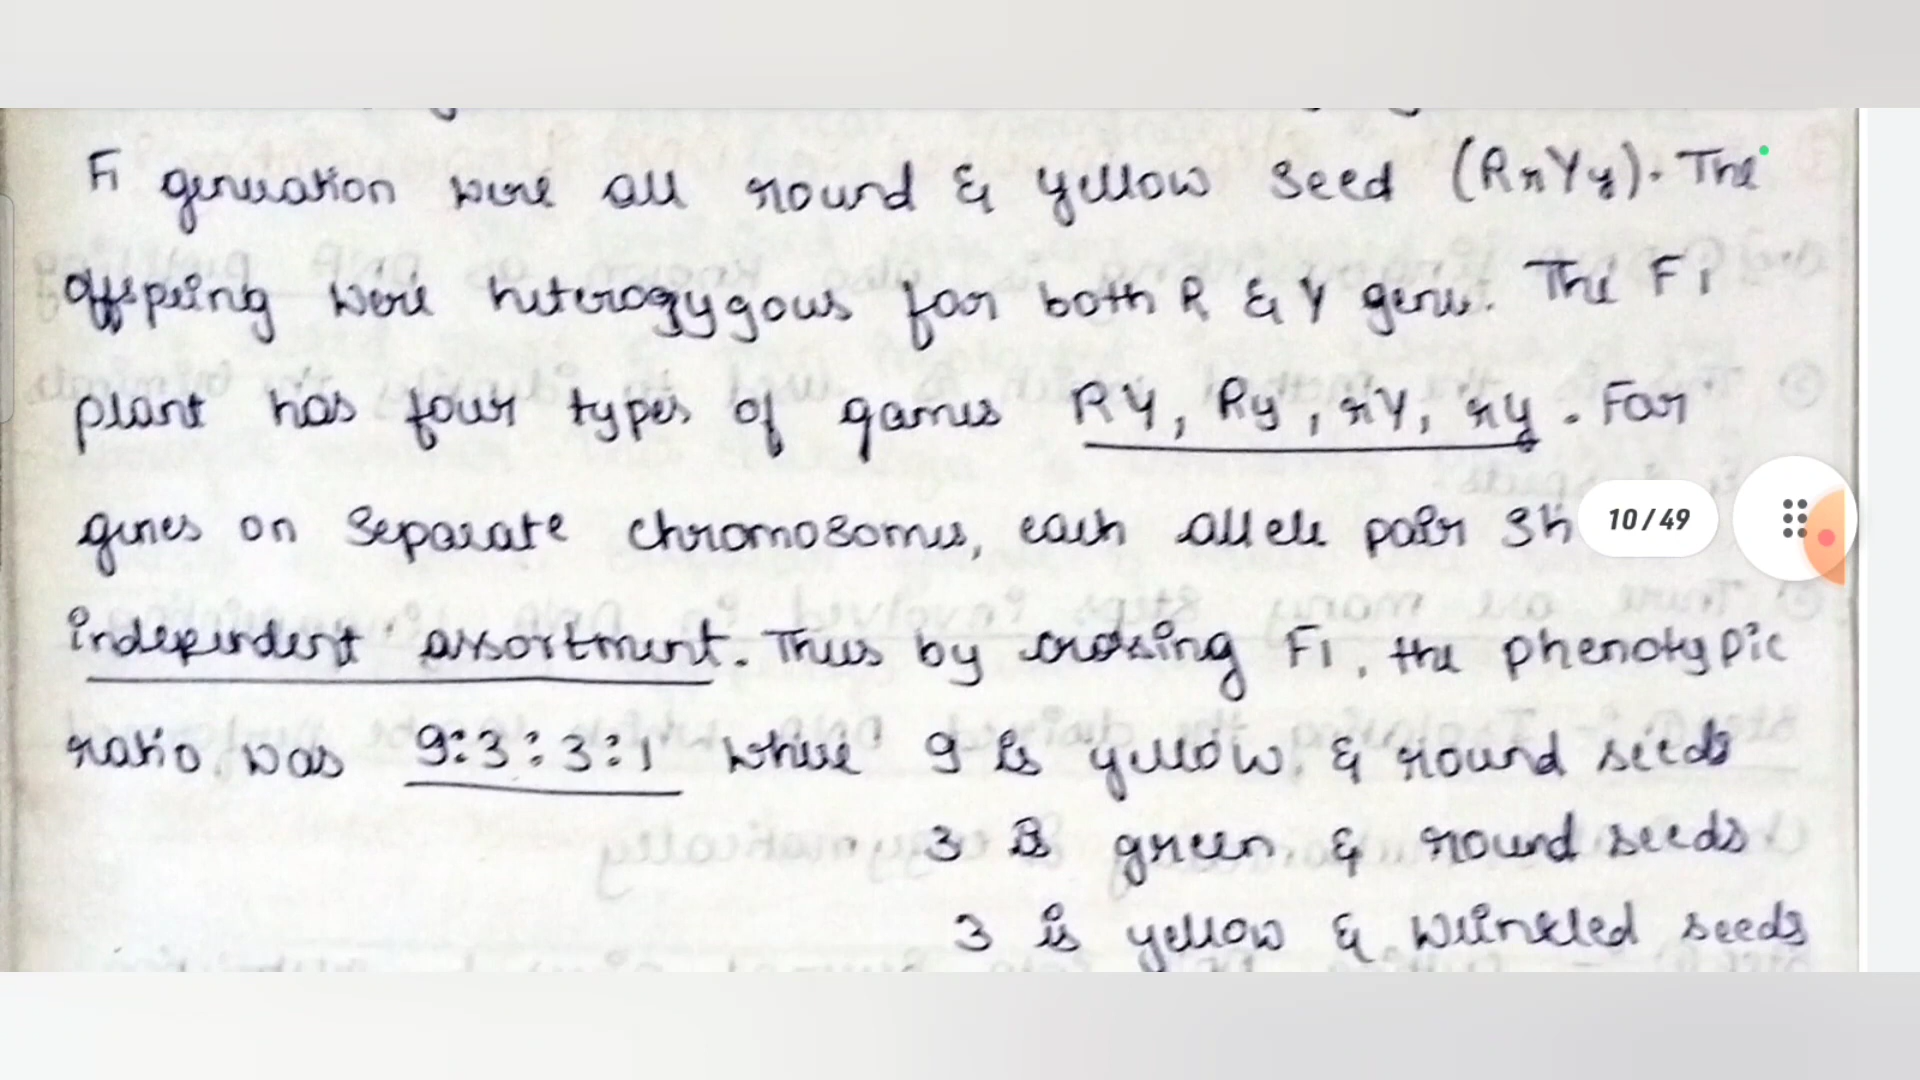 F1 generation were all round & yellow seed (RrYy). The
offspring were heterogygous for both R & Y gene. The F1
plant has four types of games RY, Ry, rY, ry. For
genes on Separate chromosomes, each allele pair Sh
10/49
independent assortment. Thus by crossing F1, the phenotypic
ratio was 9:3:3:1 where 9 is yellow & round seeds
3 is green & round seeds
3 is yellow & wrinkled seeds